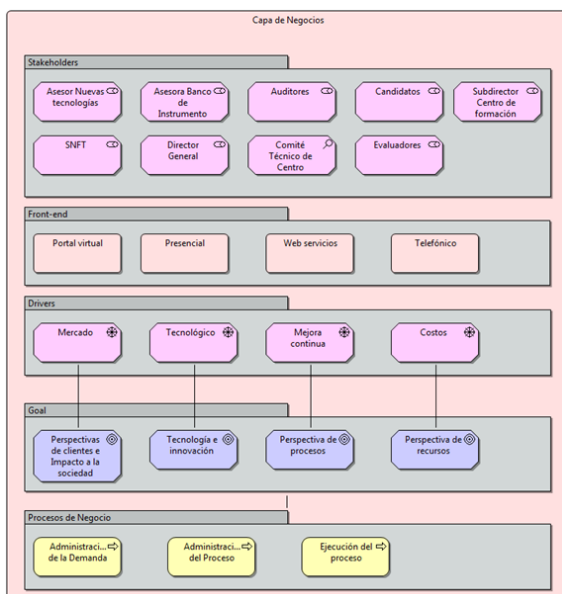 Capa de Negocios
Stakeholders
Asesor Nuevas
tecnologías
Asesora Banco
de
Instrumento
Auditores
Candidatos
Subdirector
Centro de
formación
SNFT
Director
General
Comité
Técnico de
Centro
Evaluadores
Front-end
Portal virtual
Presencial
Web servicios
Telefónico
Drivers
Mercado
Tecnológico
Mejora
continua
Costos
Goal
Perspectivas
de clientes e
Impacto a la
sociedad
Tecnología e
innovación
Perspectiva de
procesos
Perspectiva de
recursos
Procesos de Negocio
Administraci...
de la Demanda
Administraci...
del Proceso
Ejecución del
proceso